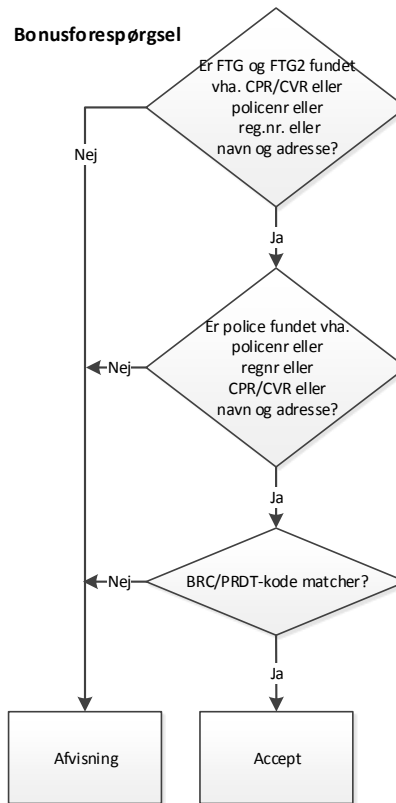 Bonusforespørgsel
Er FTG og FTG2 fundet
vha. CPR/CVR eller
policenr eller
reg.nr. eller
navn og adresse?
Nej
Ja
Er police fundet vha.
policenr eller
regnr eller
CPR/CVR eller
navn og adresse?
Nej
Ja
BRC/PRDT-kode matcher?
Nej
Ja
Afvisning
Accept